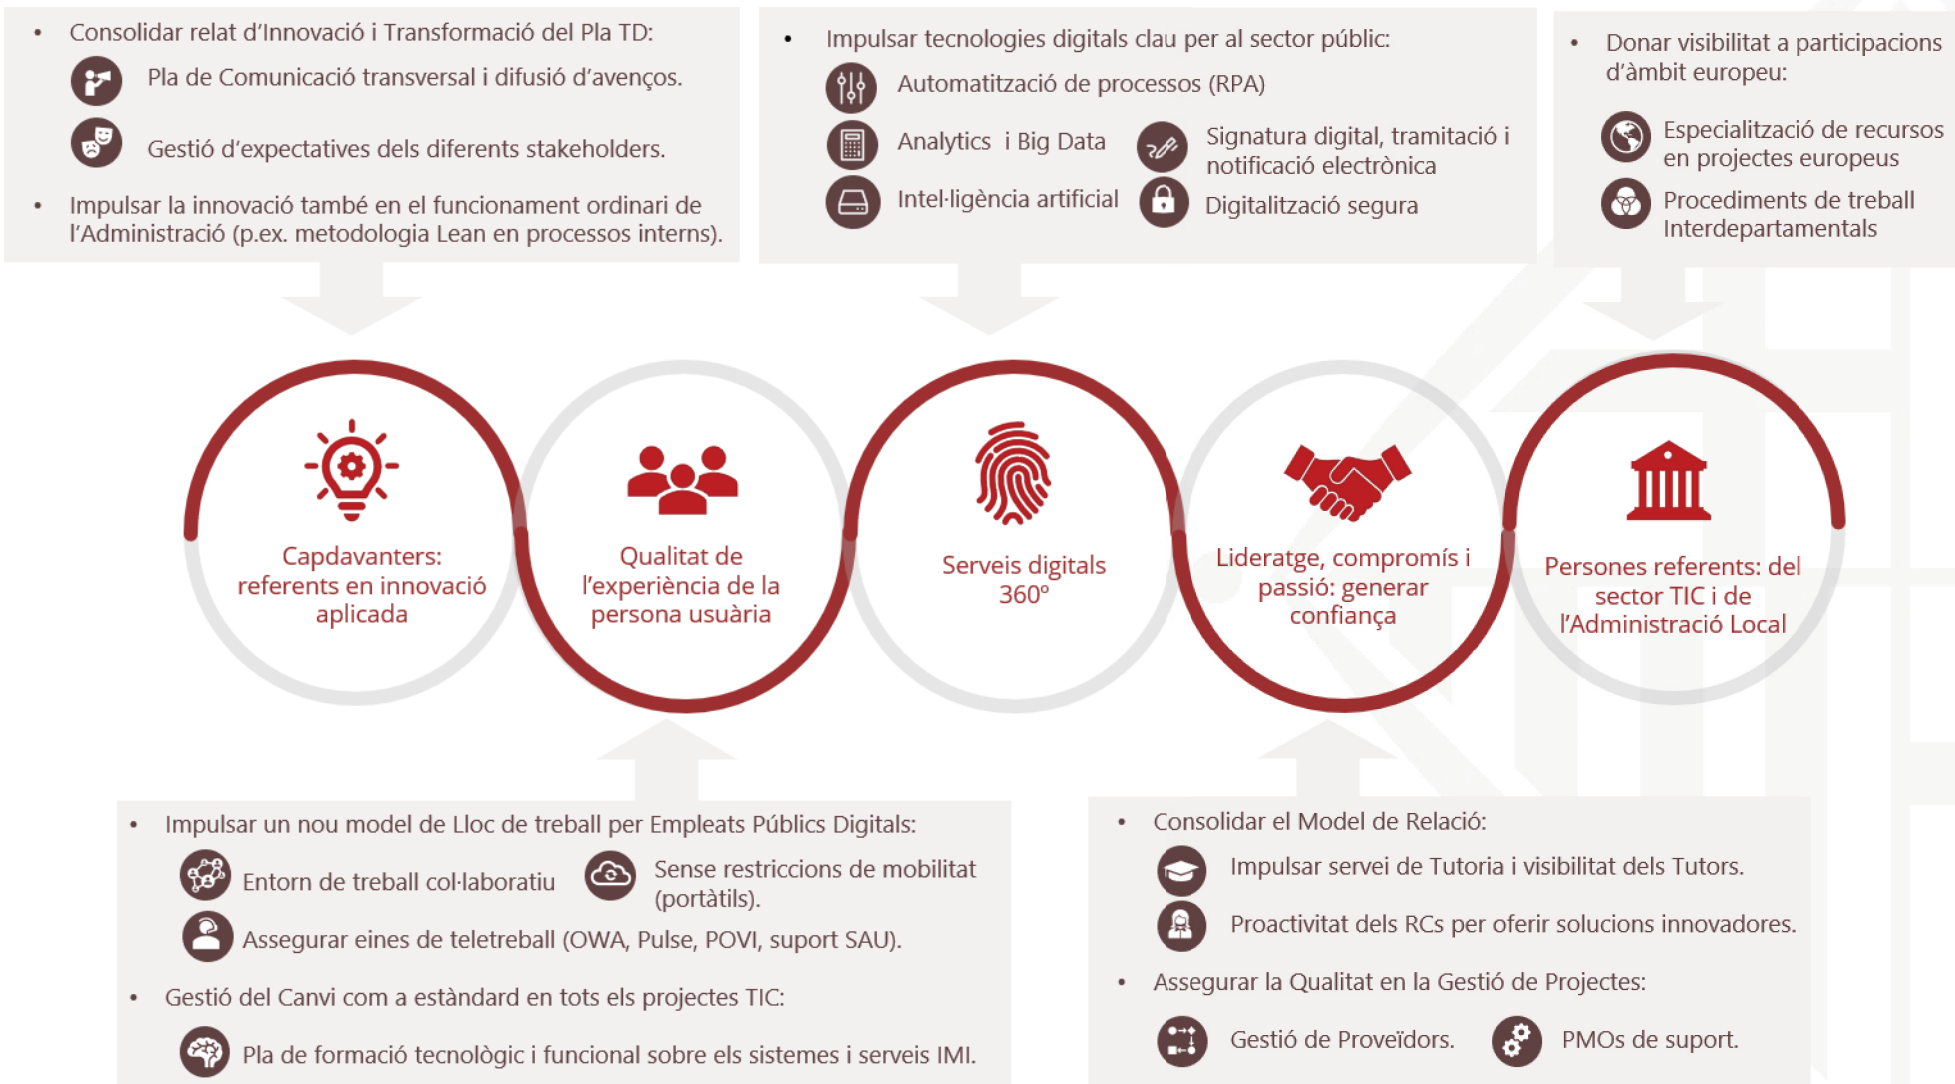 • Consolidar relat d'Innovació i Transformació del Pla TD:
Pla de Comunicació transversal i difusió d'avenços.
Gestió d'expectatives dels diferents stakeholders.
• Impulsar la innovació també en el funcionament ordinari de
l'Administració (p.ex. metodologia Lean en processos interns).
• Impulsar tecnologies digitals clau per al sector públic:
Automatització de processos (RPA)
Analytics i Big Data
Signatura digital, tramitació i
notificació electrònica
Intel·ligència artificial
Digitalització segura
• Donar visibilitat a participacions
d'àmbit europeu:
Especialització de recursos
en projectes europeus
Procediments de treball
Interdepartamentals
Capdavanters:
referents en innovació
aplicada
Qualitat de
l'experiència de la
persona usuària
Serveis digitals
360º
Lideratge, compromís i
passió: generar
confiança
Persones referents: del
sector TIC i de
l'Administració Local
• Impulsar un nou model de Lloc de treball per Empleats Públics Digitals:
Entorn de treball col·laboratiu
Sense restriccions de mobilitat
(portàtils).
Assegurar eines de teletreball (OWA, Pulse, POVI, suport SAU).
• Gestió del Canvi com a estàndard en tots els projectes TIC:
Pla de formació tecnològic i funcional sobre els sistemes i serveis IMI.
• Consolidar el Model de Relació:
Impulsar servei de Tutoria i visibilitat dels Tutors.
Proactivitat dels RCs per oferir solucions innovadores.
• Assegurar la Qualitat en la Gestió de Projectes:
Gestió de Proveïdors.
PMOs de suport.